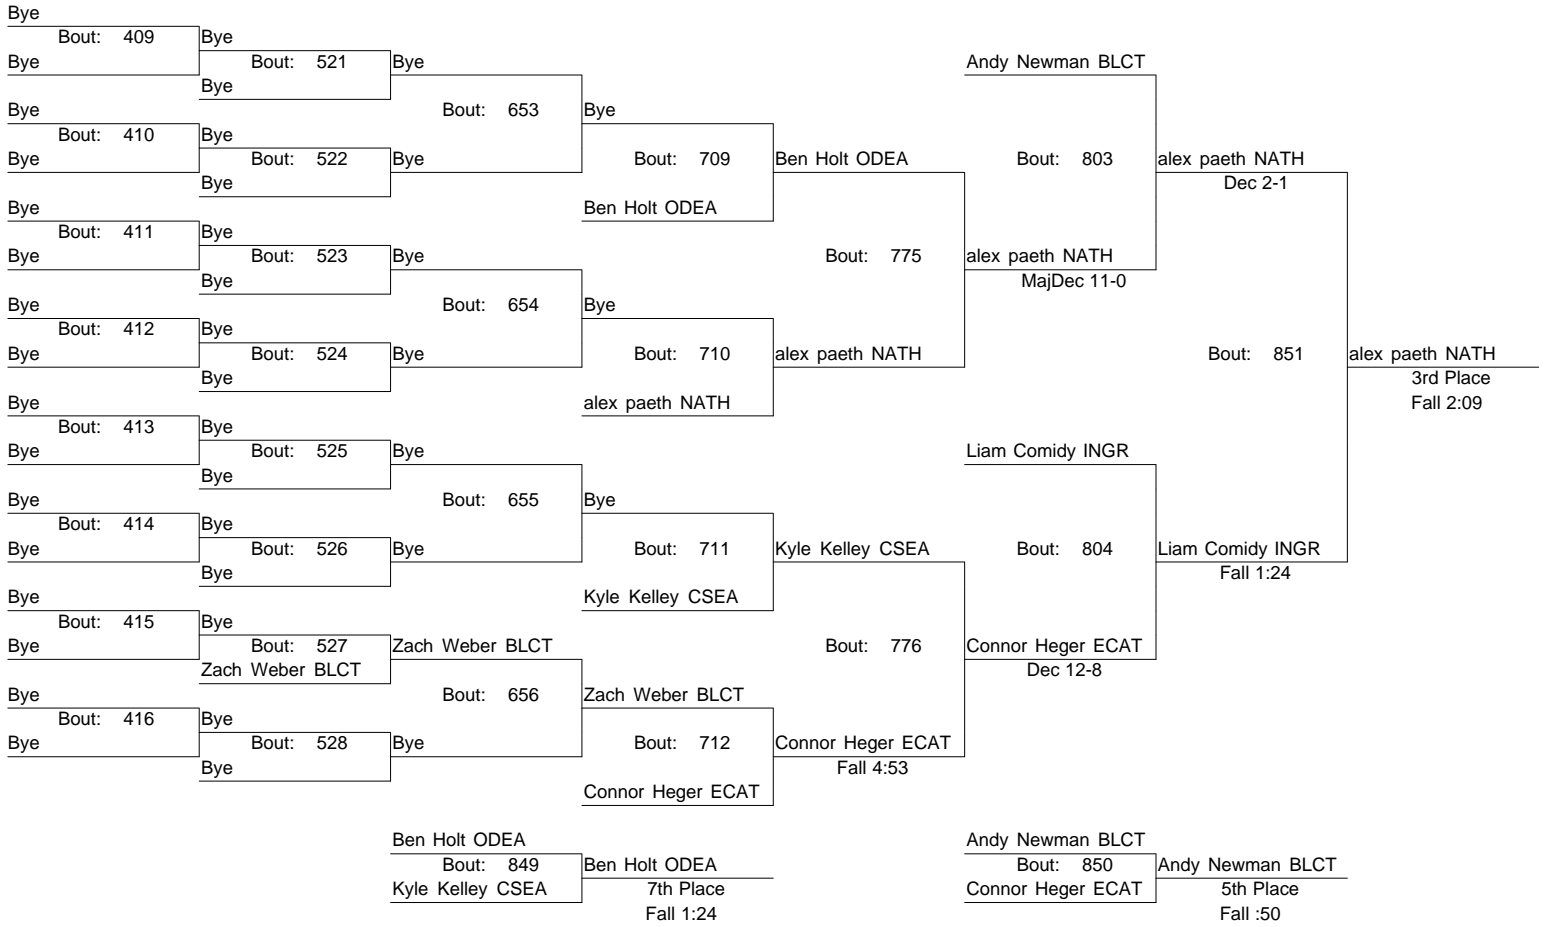 Bye
Bout: 409 Bye
Bye Bout: 521 Bye Andy Newman BLCT
Bye
Bye Bout: 653 Bye
Bout: 410 Bye
Bye Bout: 522 Bye Bout: 709 Ben Holt ODEA Bout: 803 alex paeth NATH
Bye Dec 2-1
Bye Ben Holt ODEA
Bout: 411 Bye
Bye Bout: 523 Bye Bout: 775 alex paeth NATH
Bye MajDec 11-0
Bye Bout: 654 Bye
Bout: 412 Bye
Bye Bout: 524 Bye Bout: 710 alex paeth NATH Bout: 851 alex paeth NATH
Bye 3rd Place
Bye alex paeth NATH Fall 2:09
Bout: 413 Bye
Bye Bout: 525 Bye Liam Comidy INGR
Bye
Bye Bout: 655 Bye
Bout: 414 Bye
Bye Bout: 526 Bye Bout: 711 Kyle Kelley CSEA Bout: 804 Liam Comidy INGR
Bye Fall 1:24
Bye Kyle Kelley CSEA
Bout: 415 Bye
Bye Bout: 527 Zach Weber BLCT Bout: 776 Connor Heger ECAT
Zach Weber BLCT Dec 12-8
Bye Bout: 656 Zach Weber BLCT
Bout: 416 Bye
Bye Bout: 528 Bye Bout: 712 Connor Heger ECAT
Bye Fall 4:53
Connor Heger ECAT
Ben Holt ODEA Andy Newman BLCT
Bout: 849 Ben Holt ODEA Bout: 850 Andy Newman BLCT
Kyle Kelley CSEA 7th Place Connor Heger ECAT 5th Place
Fall 1:24 Fall :50